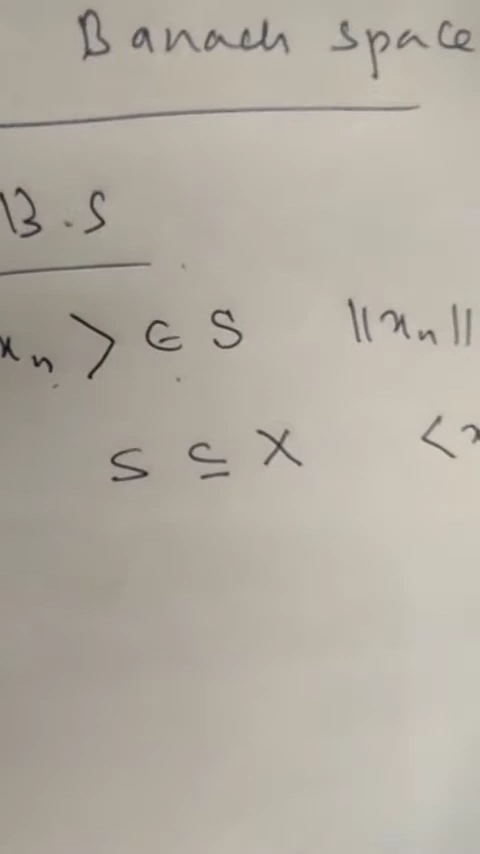 Banach space
B.S
xn > ∈ S ||xn||
S ⊆ X <x